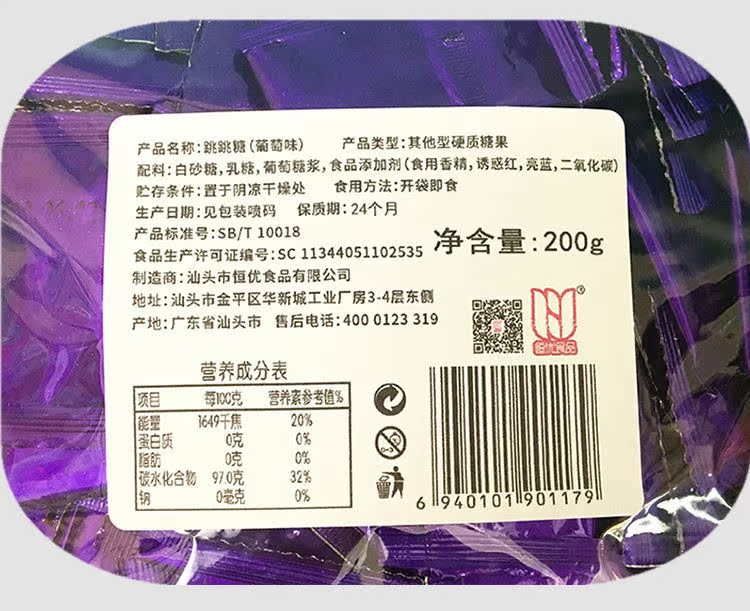 产品名称:跳跳糖(葡萄味) 产品类型:其他型硬质糖果
配料:白砂糖,乳糖,葡萄糖浆,食品添加剂(食用香精,诱惑红,亮蓝,二氧化碳)
贮存条件:置于阴凉干燥处 食用方法:开袋即食
生产日期:见包装喷码 保质期:24个月
产品标准号:SB/T 10018
食品生产许可证编号:SC 11344051102535
净含量:200g
制造商:汕头市恒优食品有限公司
地址:汕头市金平区华新城工业厂房3-4层东侧
产地:广东省汕头市 售后电话:400 0123 319
恒优食品
营养成分表
项目 每100克 营养素参考值%
能量 1649千焦 20%
蛋白质 0克 0%
脂肪 0克 0%
碳水化合物 97.0克 32%
钠 0毫克 0%
6 940101 901179